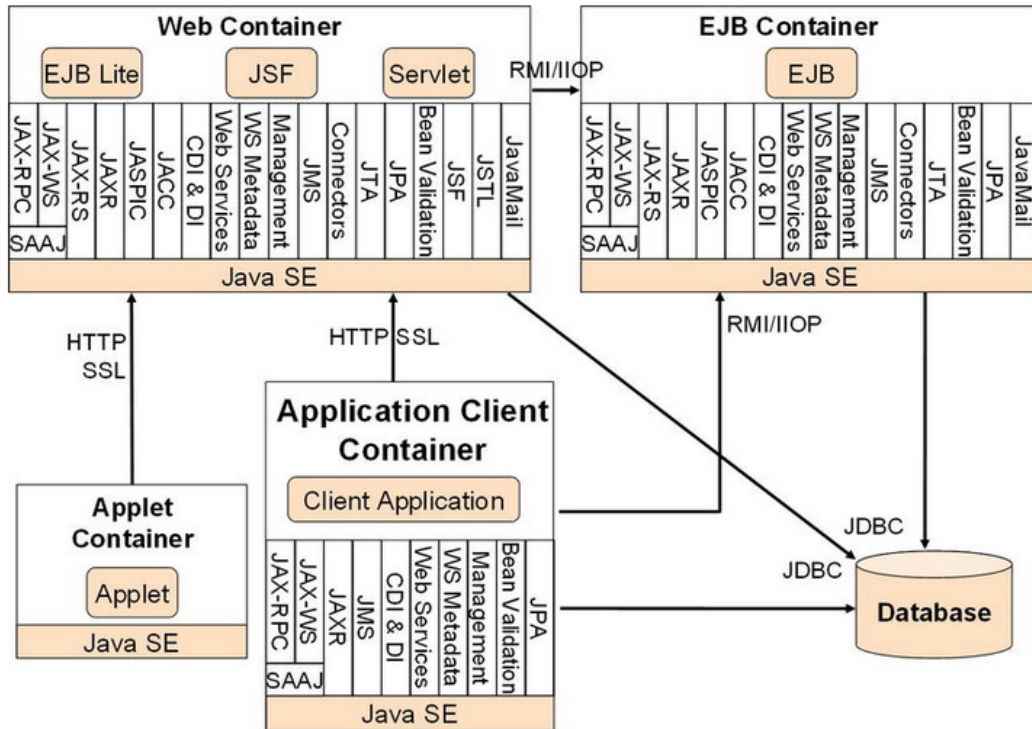 Web Container
EJB Lite
JSF
Servlet
JAX-RPC
JAX-WS
SAAJ
JAX-RS
JAXR
JASPIC
JACC
CDI & DI
Web Services
WS Metadata
Management
JMS
Connectors
JTA
JPA
Bean Validation
JSF
JSTL
JavaMail
Java SE
RMI/IIOP
EJB Container
EJB
JAX-RPC
JAX-WS
SAAJ
JAX-RS
JAXR
JASPIC
JACC
CDI & DI
Web Services
WS Metadata
Management
JMS
Connectors
JTA
Bean Validation
JPA
JavaMail
Java SE
HTTP
SSL
HTTP SSL
RMI/IIOP
Application Client
Container
Client Application
JAX-RPC
JAX-WS
SAAJ
JAXR
JMS
CDI & DI
Web Services
WS Metadata
Management
Bean Validation
JPA
Java SE
Applet
Container
Applet
Java SE
JDBC
JDBC
Database